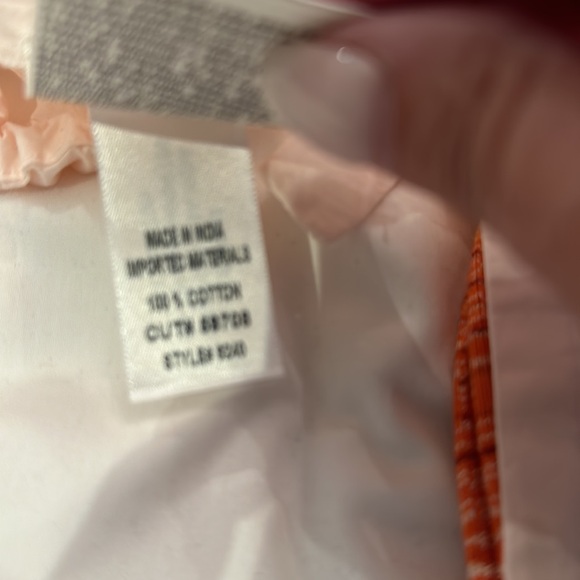 MADE IN INDIA
IMPORTED MATERIALS
100 % COTTON
CUT#
STYLE#